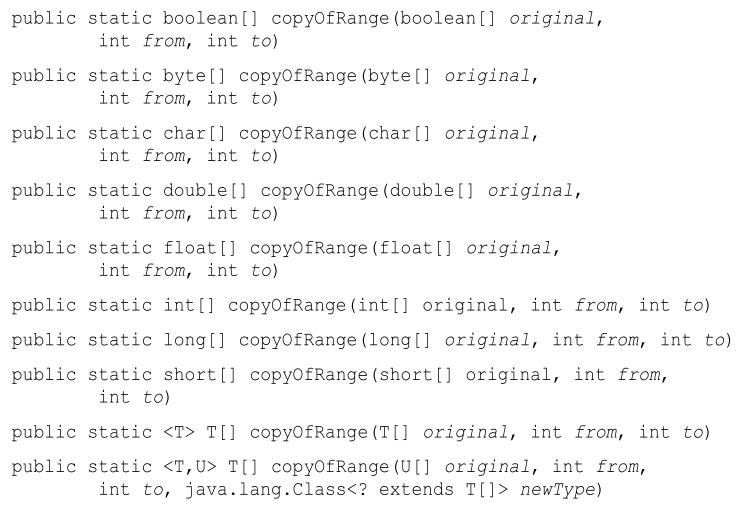 public static boolean[] copyOfRange(boolean[] original,
int from, int to)
public static byte[] copyOfRange(byte[] original,
int from, int to)
public static char[] copyOfRange(char[] original,
int from, int to)
public static double[] copyOfRange(double[] original,
int from, int to)
public static float[] copyOfRange(float[] original,
int from, int to)
public static int[] copyOfRange(int[] original, int from, int to)
public static long[] copyOfRange(long[] original, int from, int to)
public static short[] copyOfRange(short[] original, int from,
int to)
public static <T> T[] copyOfRange(T[] original, int from, int to)
public static <T,U> T[] copyOfRange(U[] original, int from,
int to, java.lang.Class<? extends T[]> newType)